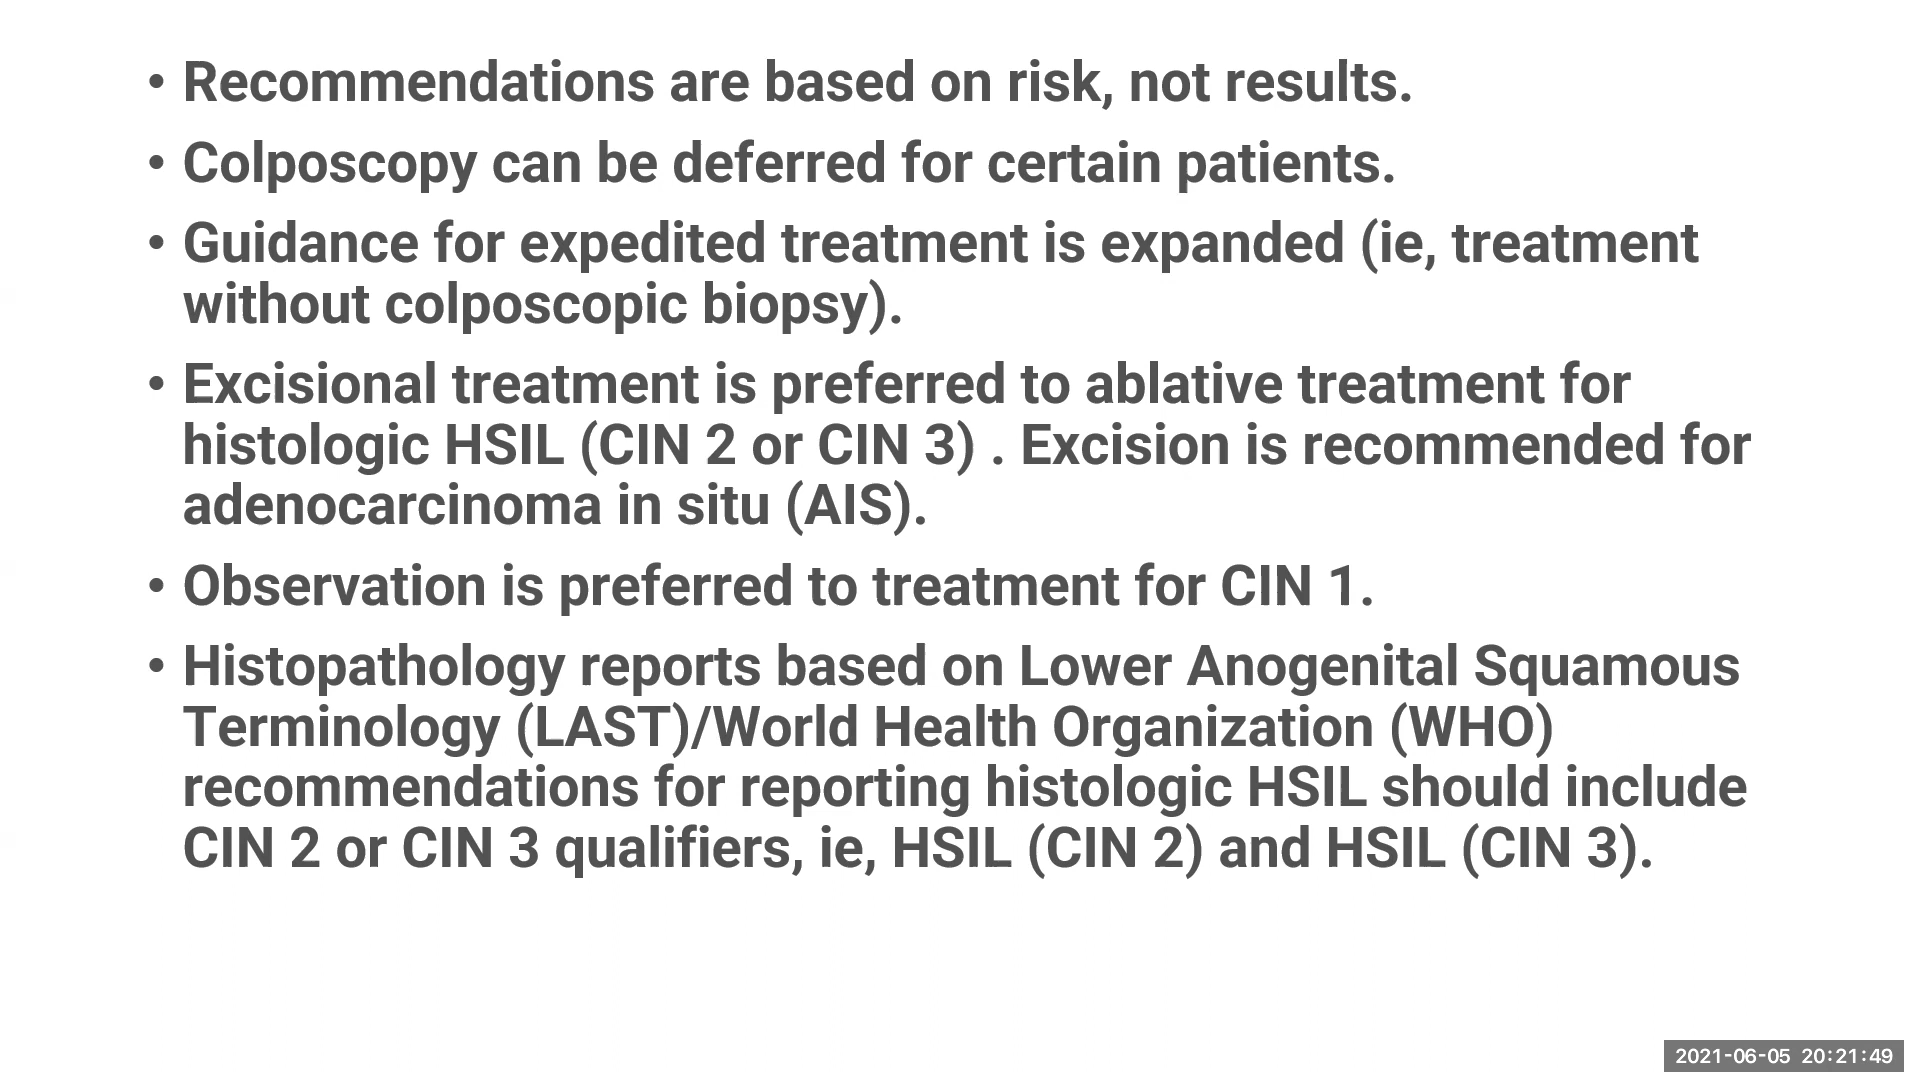 • Recommendations are based on risk, not results.
• Colposcopy can be deferred for certain patients.
• Guidance for expedited treatment is expanded (ie, treatment
without colposcopic biopsy).
• Excisional treatment is preferred to ablative treatment for
histologic HSIL (CIN 2 or CIN 3) . Excision is recommended for
adenocarcinoma in situ (AIS).
• Observation is preferred to treatment for CIN 1.
• Histopathology reports based on Lower Anogenital Squamous
Terminology (LAST)/World Health Organization (WHO)
recommendations for reporting histologic HSIL should include
CIN 2 or CIN 3 qualifiers, ie, HSIL (CIN 2) and HSIL (CIN 3).
2021-06-05 20:21:49